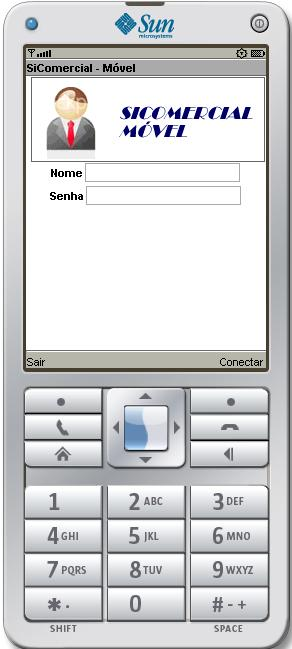 Sun
microsystems
SiComercial - Móvel
SICOMERCIAL
MÓVEL
Nome
Senha
Sair Conectar
1 2 ABC 3 DEF
4 GHI 5 JKL 6 MNO
7 PQRS 8 TUV 9 WXYZ
* . 0 # - +
SHIFT SPACE